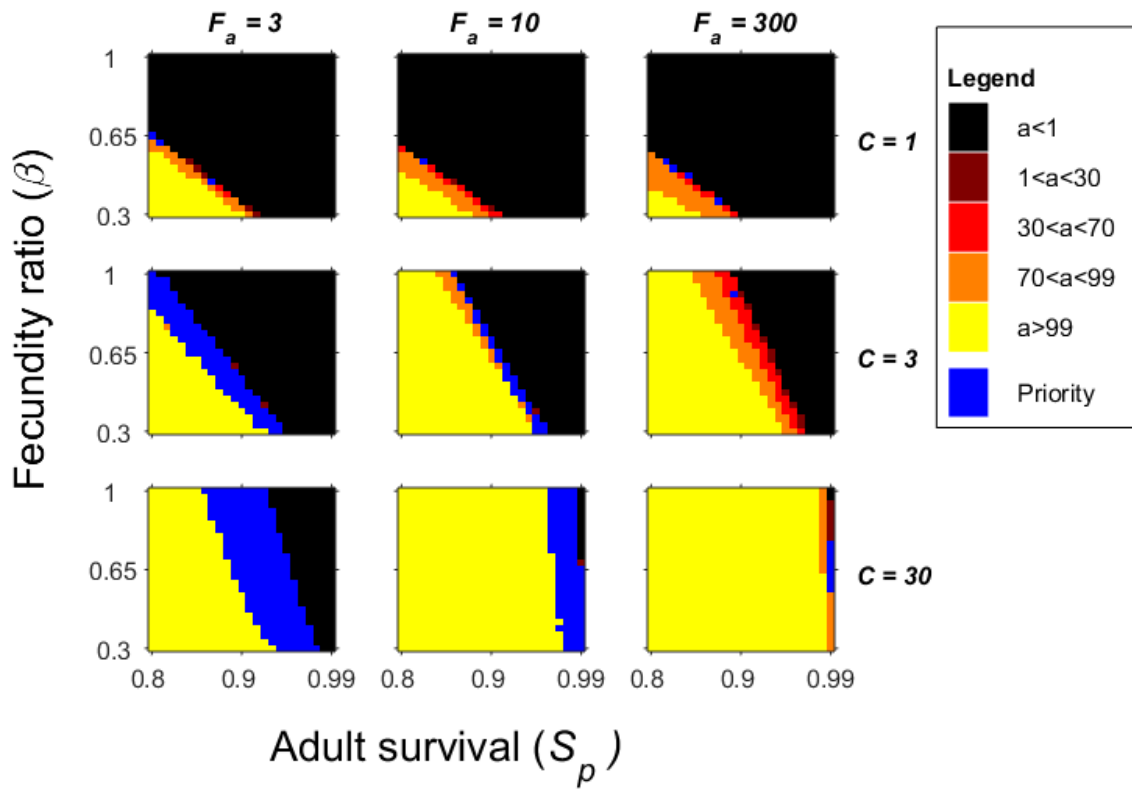 F_a = 3
F_a = 10
F_a = 300
1
0.65
0.3
C = 1
1
0.65
0.3
C = 3
1
0.65
0.3
C = 30
0.8
0.9
0.99
0.8
0.9
0.99
0.8
0.9
0.99
Fecundity ratio (β)
Adult survival (S_p)
Legend
a<1
1<a<30
30<a<70
70<a<99
a>99
Priority